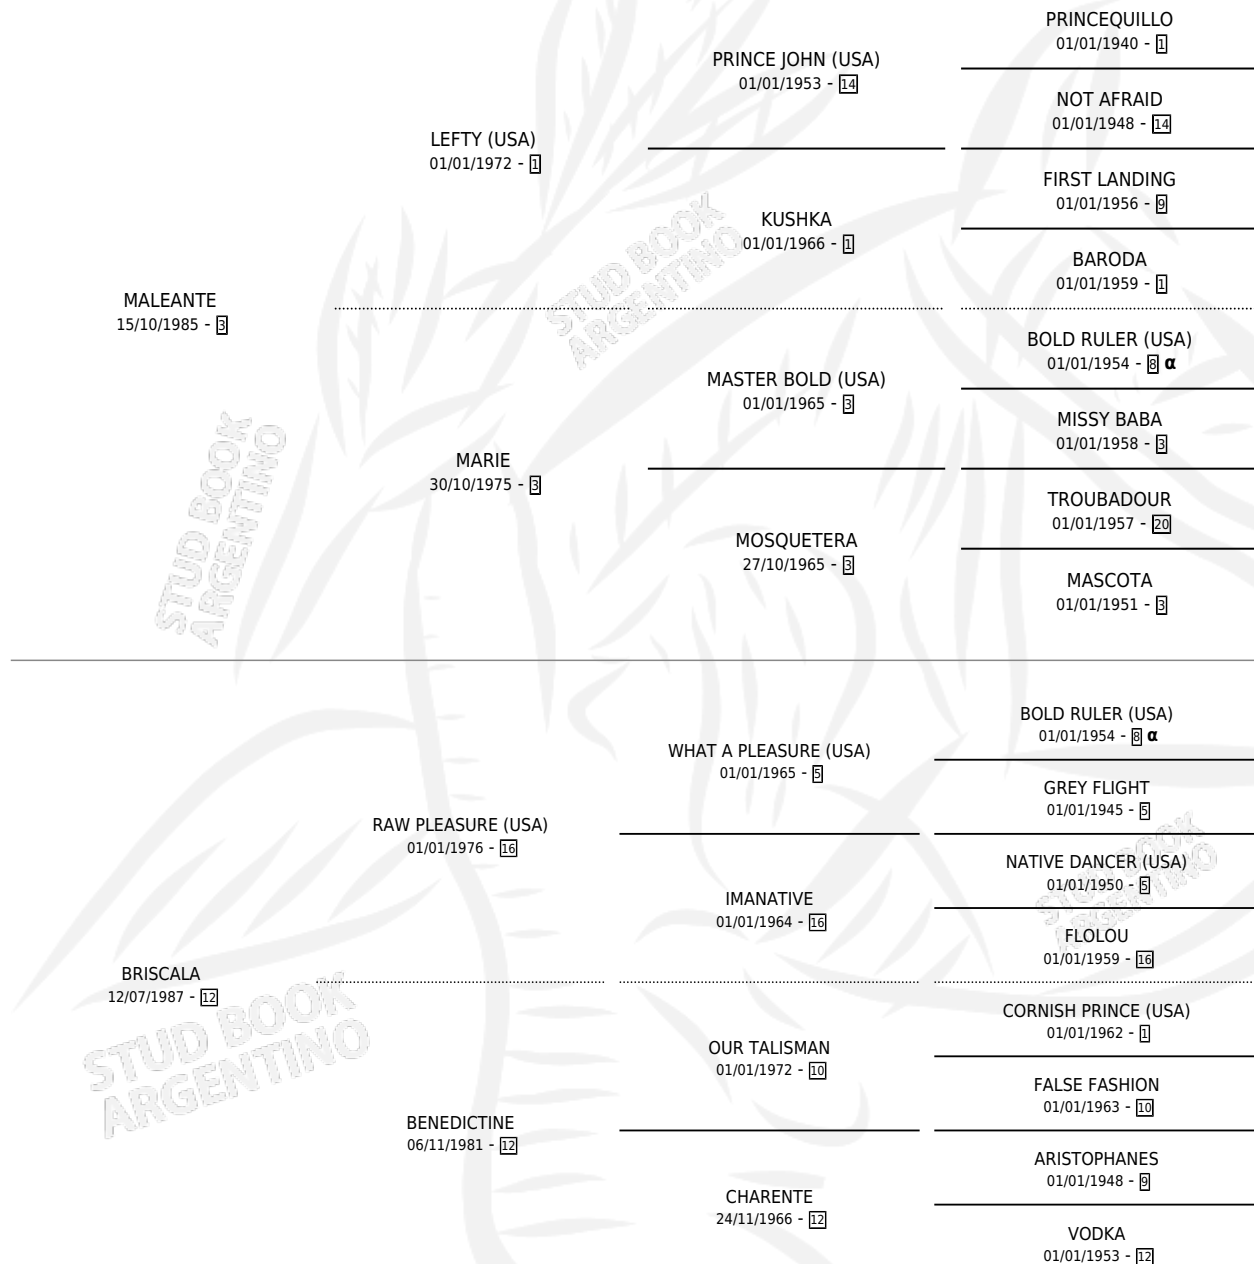 PRINCEQUILLO
01/01/1940 - 1
PRINCE JOHN (USA)
01/01/1953 - 14
NOT AFRAID
01/01/1948 - 14
LEFTY (USA)
01/01/1972 - 1
FIRST LANDING
01/01/1956 - 9
KUSHKA
01/01/1966 - 1
BARODA
01/01/1959 - 1
MALEANTE
15/10/1985 - 3
BOLD RULER (USA)
01/01/1954 - 8 α
MASTER BOLD (USA)
01/01/1965 - 3
MISSY BABA
01/01/1958 - 3
MARIE
30/10/1975 - 3
TROUBADOUR
01/01/1957 - 20
MOSQUETERA
27/10/1965 - 3
MASCOTA
01/01/1951 - 3
BOLD RULER (USA)
01/01/1954 - 8 α
WHAT A PLEASURE (USA)
01/01/1965 - 5
GREY FLIGHT
01/01/1945 - 5
RAW PLEASURE (USA)
01/01/1976 - 16
NATIVE DANCER (USA)
01/01/1950 - 5
IMANATIVE
01/01/1964 - 16
FLOLOU
01/01/1959 - 16
BRISCALA
12/07/1987 - 12
CORNISH PRINCE (USA)
01/01/1962 - 1
OUR TALISMAN
01/01/1972 - 10
FALSE FASHION
01/01/1963 - 10
BENEDICTINE
06/11/1981 - 12
ARISTOPHANES
01/01/1948 - 9
CHARENTE
24/11/1966 - 12
VODKA
01/01/1953 - 12
STUD BOOK
ARGENTINO
STUD BOOK
ARGENTINO
STUD BOOK
ARGENTINO
STUD BOOK
ARGENTINO